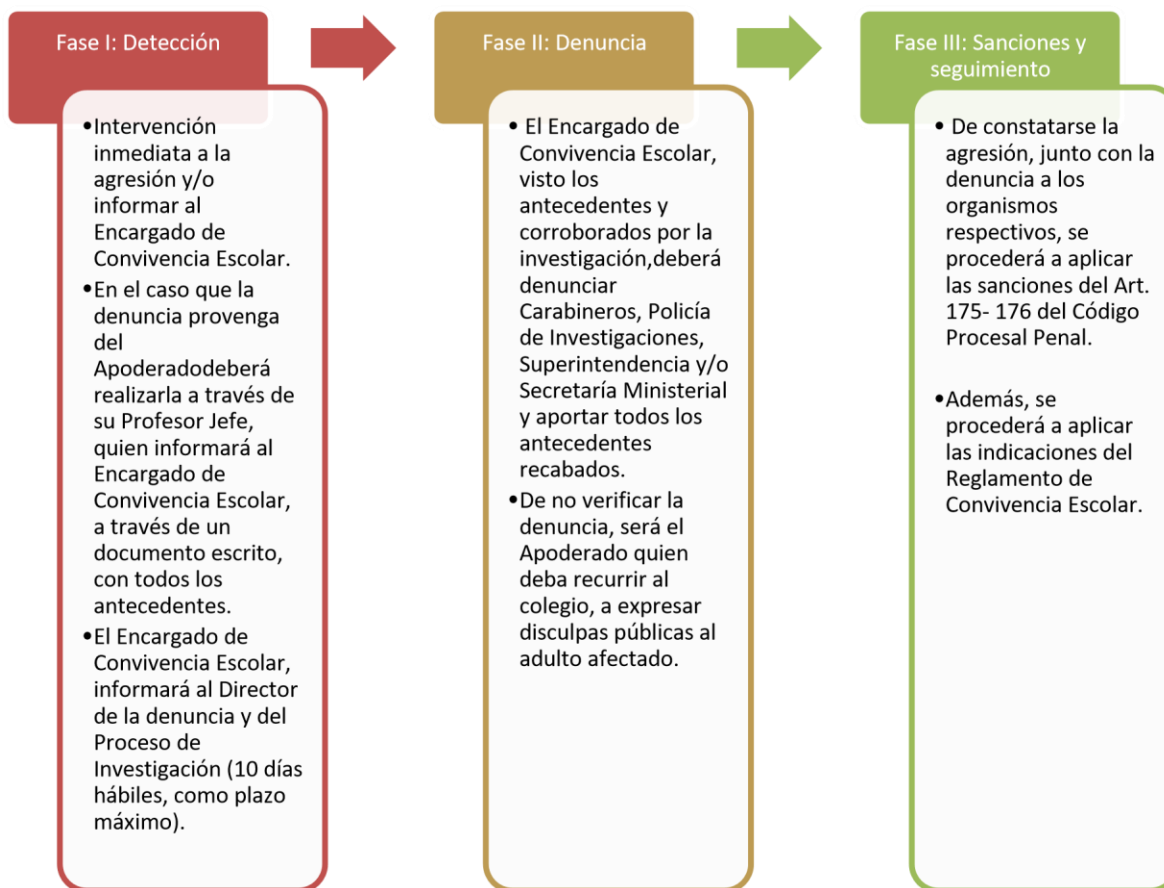 Fase I: Detección
•Intervención
inmediata a la
agresión y/o
informar al
Encargado de
Convivencia Escolar.
•En el caso que la
denuncia provenga
del
Apoderadodeberá
realizarla a través de
su Profesor Jefe,
quien informará al
Encargado de
Convivencia Escolar,
a través de un
documento escrito,
con todos los
antecedentes.
•El Encargado de
Convivencia Escolar,
informará al Director
de la denuncia y del
Proceso de
Investigación (10 días
hábiles, como plazo
máximo).
Fase II: Denuncia
• El Encargado de
Convivencia Escolar,
visto los
antecedentes y
corroborados por la
investigación,deberá
denunciar
Carabineros, Policía
de Investigaciones,
Superintendencia y/o
Secretaría Ministerial
y aportar todos los
antecedentes
recabados.
•De no verificar la
denuncia, será el
Apoderado quien
deba recurrir al
colegio, a expresar
disculpas públicas al
adulto afectado.
Fase III: Sanciones y
seguimiento
• De constatarse la
agresión, junto con la
denuncia a los
organismos
respectivos, se
procederá a aplicar
las sanciones del Art.
175- 176 del Código
Procesal Penal.
•Además, se
procederá a aplicar
las indicaciones del
Reglamento de
Convivencia Escolar.